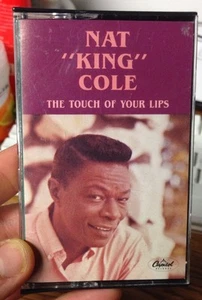 NAT
"KING"
COLE
THE TOUCH OF YOUR LIPS
Capitol